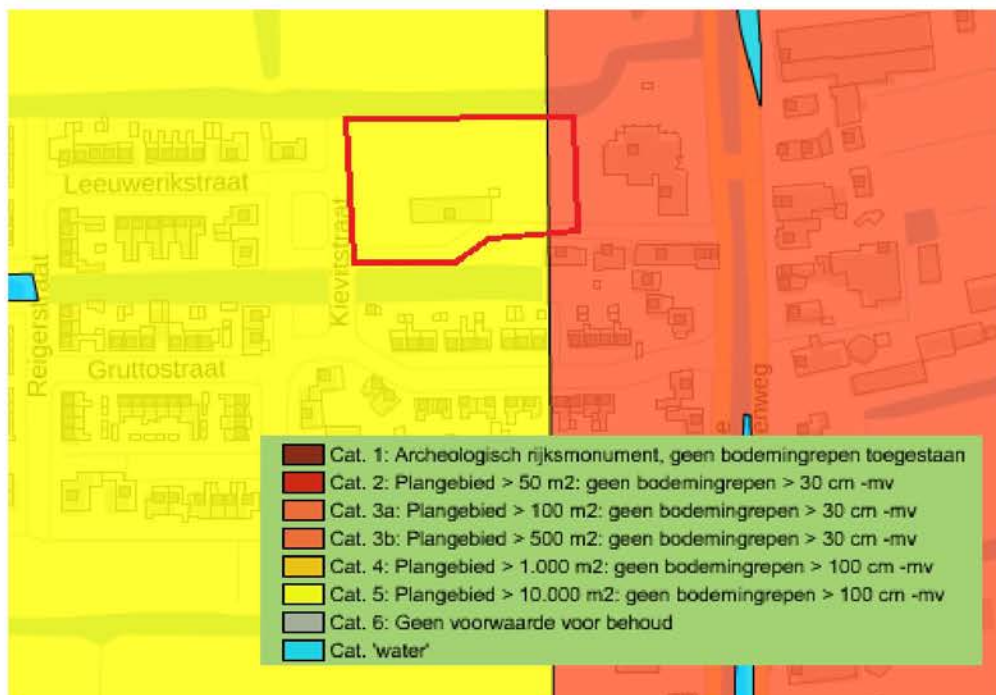 Leeuwerikstraat
Kievitstraat
Reigerstraat
Gruttostraat
Cat. 1: Archeologisch rijksmonument, geen bodemingrepen toegestaan
Cat. 2: Plangebied > 50 m2: geen bodemingrepen > 30 cm -mv
Cat. 3a: Plangebied > 100 m2: geen bodemingrepen > 30 cm -mv
Cat. 3b: Plangebied > 500 m2: geen bodemingrepen > 30 cm -mv
Cat. 4: Plangebied > 1.000 m2: geen bodemingrepen > 100 cm -mv
Cat. 5: Plangebied > 10.000 m2: geen bodemingrepen > 100 cm -mv
Cat. 6: Geen voorwaarde voor behoud
Cat. 'water'